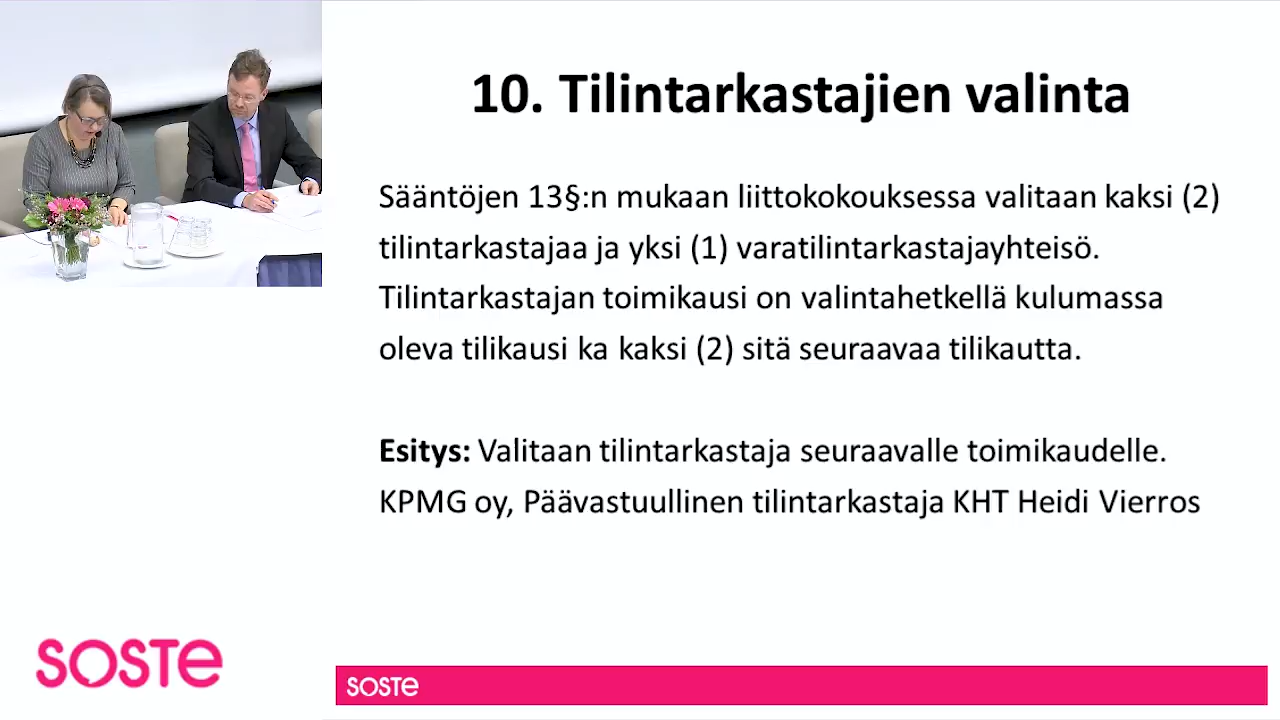 10. Tilintarkastajien valinta
Sääntöjen 13§:n mukaan liittokokouksessa valitaan kaksi (2)
tilintarkastajaa ja yksi (1) varatilintarkastajayhteisö.
Tilintarkastajan toimikausi on valintahetkellä kulumassa
oleva tilikausi ka kaksi (2) sitä seuraavaa tilikautta.
Esitys: Valitaan tilintarkastaja seuraavalle toimikaudelle.
KPMG oy, Päävastuullinen tilintarkastaja KHT Heidi Vierros
SOSTE
SOSTE